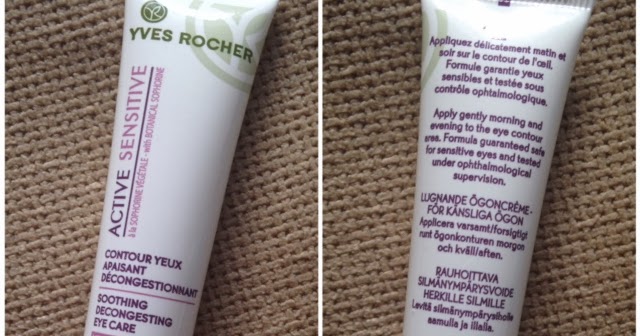 YVES ROCHER
ACTIVE SENSITIVE
à la SOPHORINE VÉGÉTALE - with BOTANICAL SOPHORINE
CONTOUR YEUX
APAISANT
DÉCONGESTIONNANT
SOOTHING
DECONGESTING
EYE CARE
Appliquez délicatement matin et
soir sur le contour de l'œil.
Formule garantie yeux
sensibles et testée sous
contrôle ophtalmologique.
Apply gently morning and
evening to the eye contour
area. Formula guaranteed safe
for sensitive eyes and tested
under ophthalmological
supervision.
LUGNANDE ÖGONCRÈME -
FÖR KÄNSLIGA ÖGON
Applicera varsamt/forsigtigt
runt ögonkonturen morgon
och kväll/aften.
RAUHOITTAVA
SILMÄNYMPÄRYSVOIDE
HERKILLE SILMILLE
Levitä silmänympärysiholle
aamulla ja illalla.